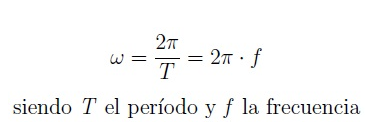 ω = 2π/T = 2π · f
siendo T el período y f la frecuencia